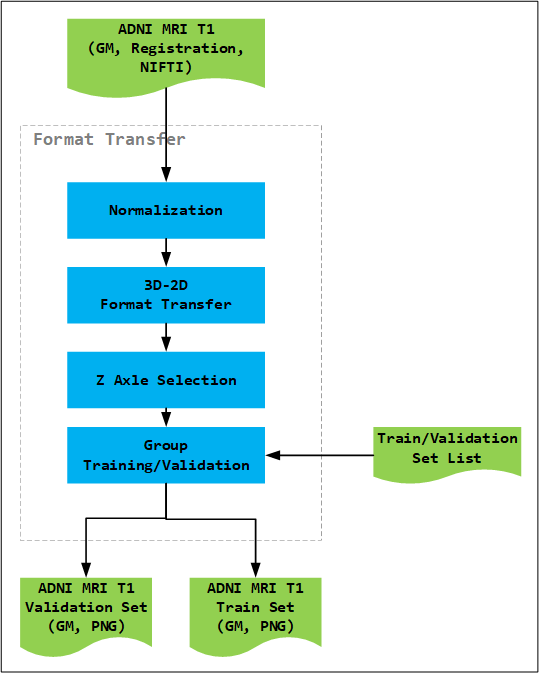 ADNI MRI T1
(GM, Registration,
NIFTI)
Format Transfer
Normalization
3D-2D
Format Transfer
Z Axle Selection
Group
Training/Validation
Train/Validation
Set List
ADNI MRI T1
Validation Set
(GM, PNG)
ADNI MRI T1
Train Set
(GM, PNG)